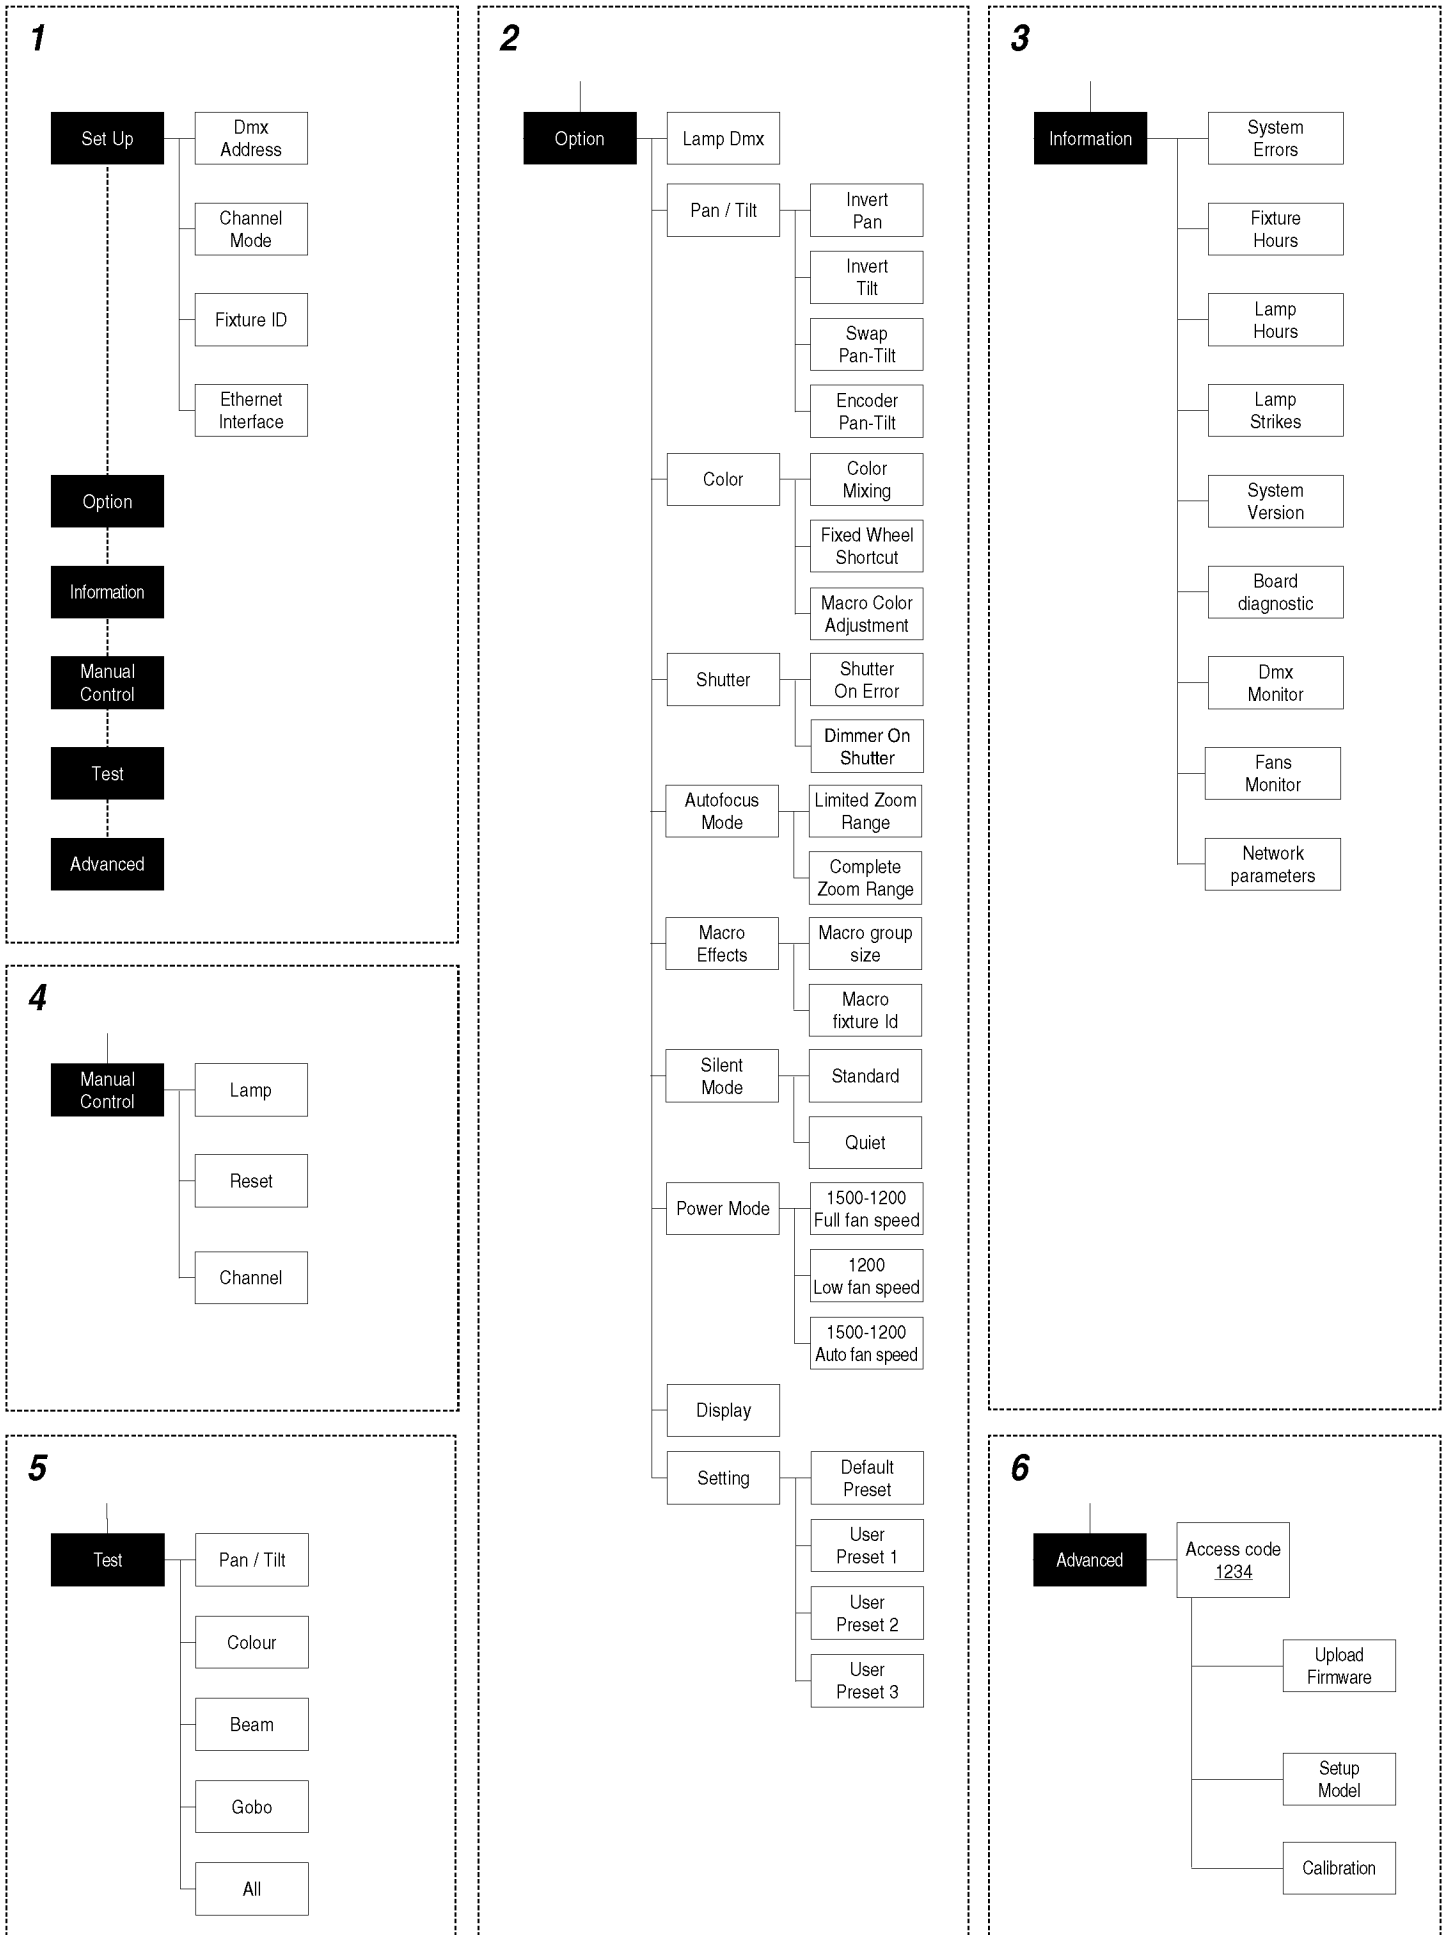 1
Set Up
Dmx
Address
Channel
Mode
Fixture ID
Ethernet
Interface
Option
Information
Manual
Control
Test
Advanced
2
Option
Lamp Dmx
Pan / Tilt
Invert
Pan
Invert
Tilt
Swap
Pan-Tilt
Encoder
Pan-Tilt
Color
Color
Mixing
Fixed Wheel
Shortcut
Macro Color
Adjustment
Shutter
Shutter
On Error
Dimmer On
Shutter
Autofocus
Mode
Limited Zoom
Range
Complete
Zoom Range
Macro
Effects
Macro group
size
Macro
fixture Id
Silent
Mode
Standard
Quiet
Power Mode
1500-1200
Full fan speed
1200
Low fan speed
1500-1200
Auto fan speed
Display
Setting
Default
Preset
User
Preset 1
User
Preset 2
User
Preset 3
3
Information
System
Errors
Fixture
Hours
Lamp
Hours
Lamp
Strikes
System
Version
Board
diagnostic
Dmx
Monitor
Fans
Monitor
Network
parameters
4
Manual
Control
Lamp
Reset
Channel
5
Test
Pan / Tilt
Colour
Beam
Gobo
All
6
Advanced
Access code
1234
Upload
Firmware
Setup
Model
Calibration